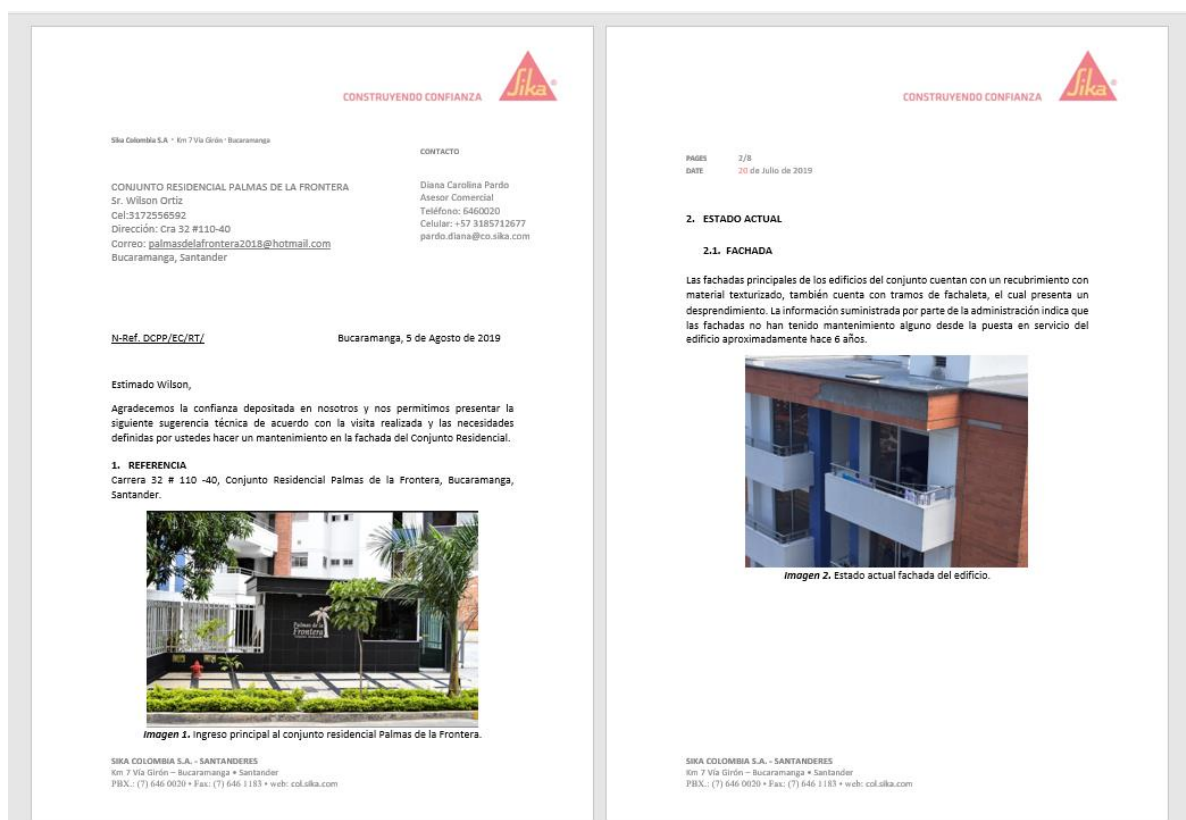 CONSTRUYENDO CONFIANZA
Sika
Sika Colombia S.A • Km 7 Vía Girón • Bucaramanga
CONTACTO
CONJUNTO RESIDENCIAL PALMAS DE LA FRONTERA
Sr. Wilson Ortiz
Cel:3172556592
Dirección: Cra 32 #110-40
Correo: palmasdelafrontera2018@hotmail.com
Bucaramanga, Santander
Diana Carolina Pardo
Asesor Comercial
Teléfono: 6460020
Celular: +57 3185712677
pardo.diana@co.sika.com
N-Ref. DCPP/EC/RT/ Bucaramanga, 5 de Agosto de 2019
Estimado Wilson,
Agradecemos la confianza depositada en nosotros y nos permitimos presentar la
siguiente sugerencia técnica de acuerdo con la visita realizada y las necesidades
definidas por ustedes hacer un mantenimiento en la fachada del Conjunto Residencial.
1. REFERENCIA
Carrera 32 # 110 -40, Conjunto Residencial Palmas de la Frontera, Bucaramanga,
Santander.
Palmas de la
Frontera
Imagen 1. Ingreso principal al conjunto residencial Palmas de la Frontera.
SIKA COLOMBIA S.A. - SANTANDERES
Km 7 Vía Girón – Bucaramanga • Santander
PBX.: (7) 646 0020 • Fax: (7) 646 1183 • web: col.sika.com
CONSTRUYENDO CONFIANZA
Sika
PAGES 2/8
DATE 20 de Julio de 2019
2. ESTADO ACTUAL
2.1. FACHADA
Las fachadas principales de los edificios del conjunto cuentan con un recubrimiento con
material texturizado, también cuenta con tramos de fachaleta, el cual presenta un
desprendimiento. La información suministrada por parte de la administración indica que
las fachadas no han tenido mantenimiento alguno desde la puesta en servicio del
edificio aproximadamente hace 6 años.
Imagen 2. Estado actual fachada del edificio.
SIKA COLOMBIA S.A. - SANTANDERES
Km 7 Vía Girón – Bucaramanga • Santander
PBX.: (7) 646 0020 • Fax: (7) 646 1183 • web: col.sika.com